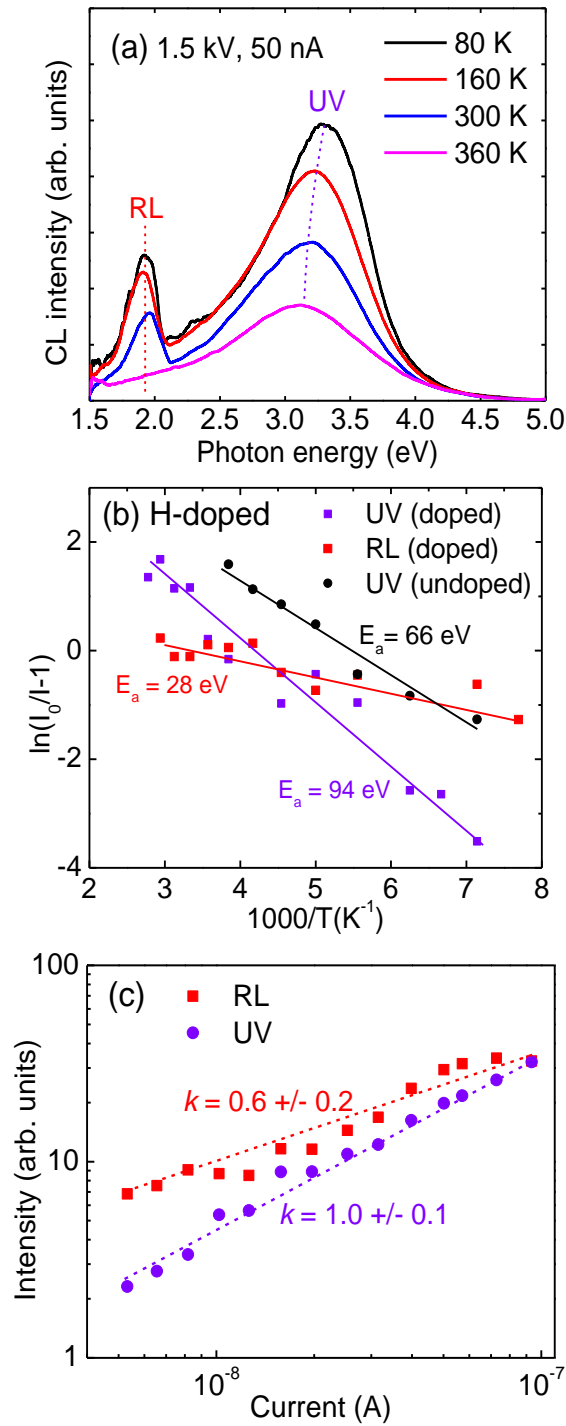 (a) 1.5 kV, 50 nA
80 K
160 K
300 K
360 K
UV
RL
CL intensity (arb. units)
1.5 2.0 2.5 3.0 3.5 4.0 4.5 5.0
Photon energy (eV)
(b) H-doped
UV (doped)
RL (doped)
UV (undoped)
E_a = 66 eV
E_a = 28 eV
E_a = 94 eV
ln(I_0/I-1)
2
0
-2
-4
2 3 4 5 6 7 8
1000/T(K^-1)
(c)
RL
UV
k = 0.6 +/- 0.2
k = 1.0 +/- 0.1
Intensity (arb. units)
100
10
1
10^-8 10^-7
Current (A)